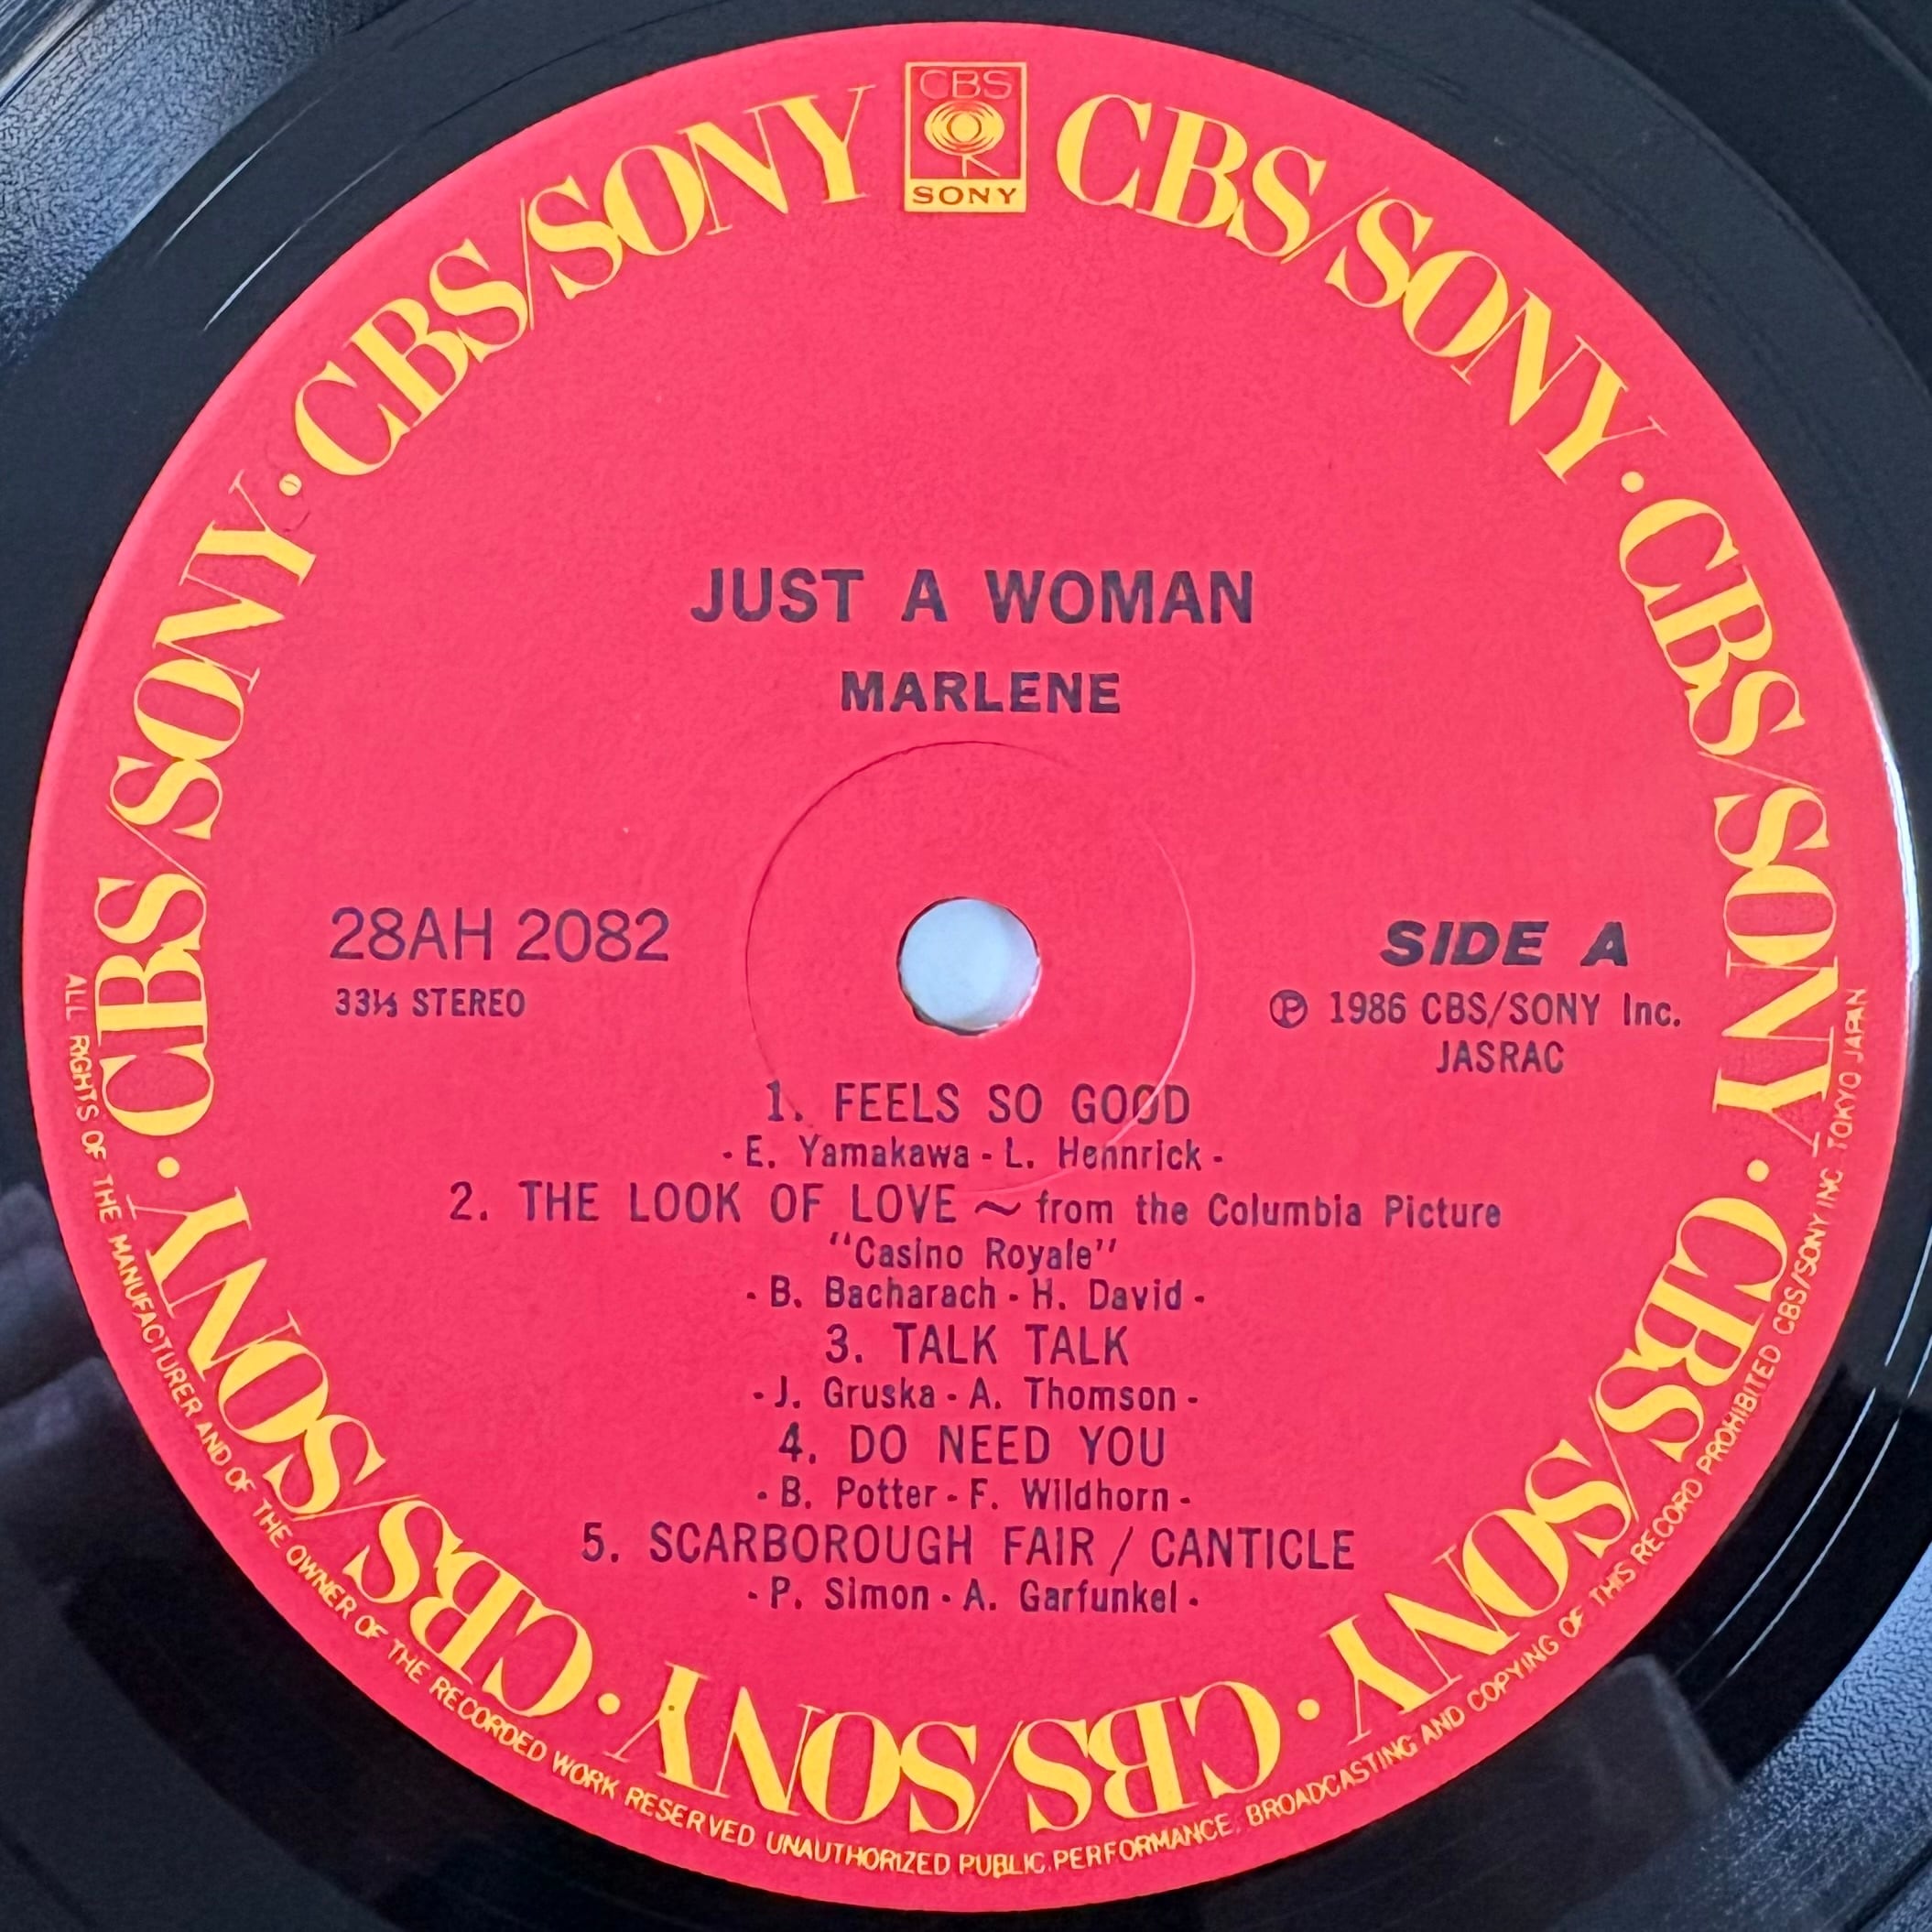 CBS
SONY
CBS/SONY · CBS/SONY · CBS/SONY · CBS/SONY · CBS/SONY · CBS/SONY · CBS/SONY · CBS/SONY
JUST A WOMAN
MARLENE
28AH 2082
33⅓ STEREO
SIDE A
Ⓟ 1986 CBS/SONY Inc.
JASRAC
1. FEELS SO GOOD
- E. Yamakawa - L. Hennrick -
2. THE LOOK OF LOVE ~ from the Columbia Picture
"Casino Royale"
- B. Bacharach - H. David -
3. TALK TALK
- J. Gruska - A. Thomson -
4. DO NEED YOU
- B. Potter - F. Wildhorn -
5. SCARBOROUGH FAIR / CANTICLE
- P. Simon - A. Garfunkel -
ALL RIGHTS OF THE MANUFACTURER AND OF THE OWNER OF THE RECORDED WORK RESERVED UNAUTHORIZED PUBLIC PERFORMANCE, BROADCASTING AND COPYING OF THIS RECORD PROHIBITED CBS/SONY INC. TOKYO JAPAN